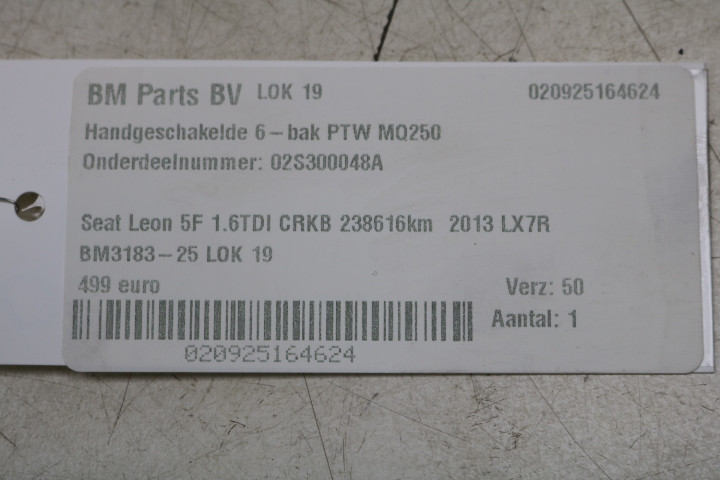 BM Parts BV LOK 19 020925164624
Handgeschakelde 6-bak PTW MQ250
Onderdeelnummer: 02S300048A
Seat Leon 5F 1.6TDI CRKB 238616km 2013 LX7R
BM3183-25 LOK 19
499 euro Verz: 50
Aantal: 1
020925164624